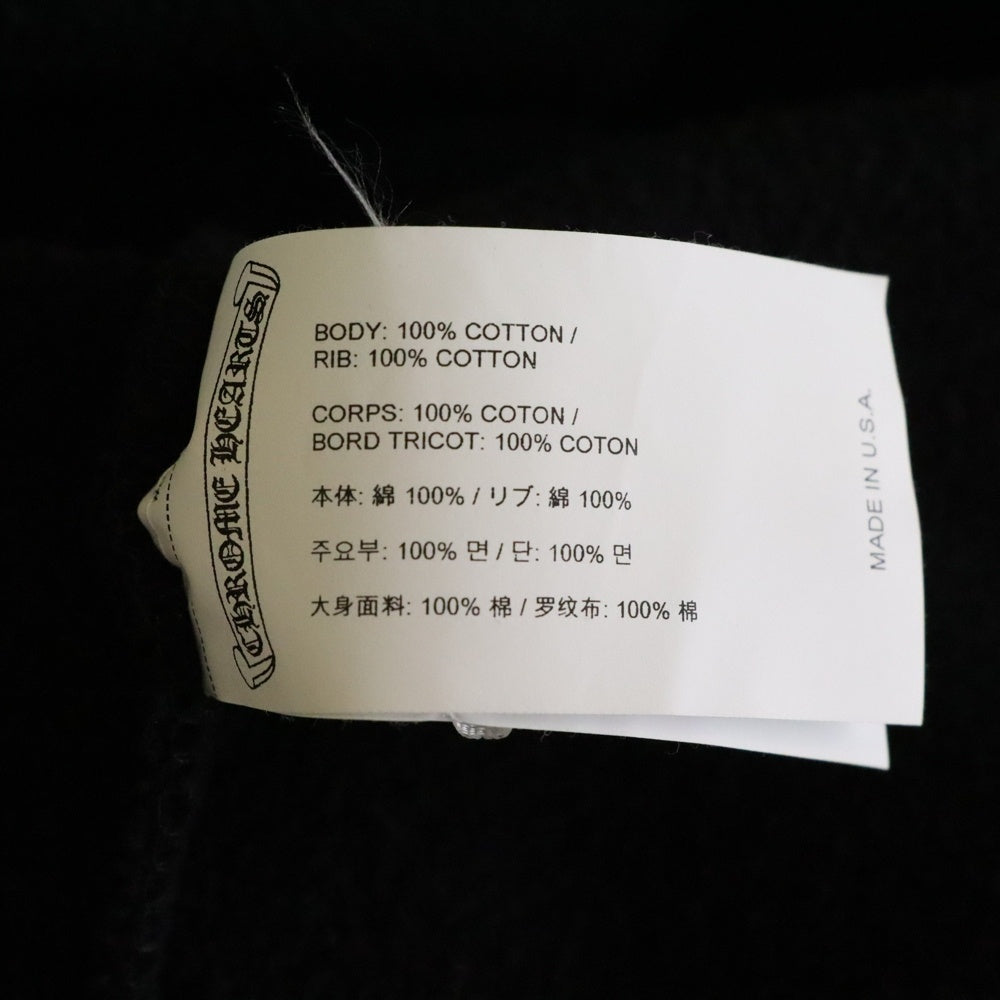 CHROME HEARTS
BODY: 100% COTTON /
RIB: 100% COTTON
CORPS: 100% COTON /
BORD TRICOT: 100% COTON
本体: 綿 100% / リブ: 綿 100%
주요부: 100% 면 / 단: 100% 면
大身面料: 100% 棉 / 罗纹布: 100% 棉
MADE IN U.S.A.